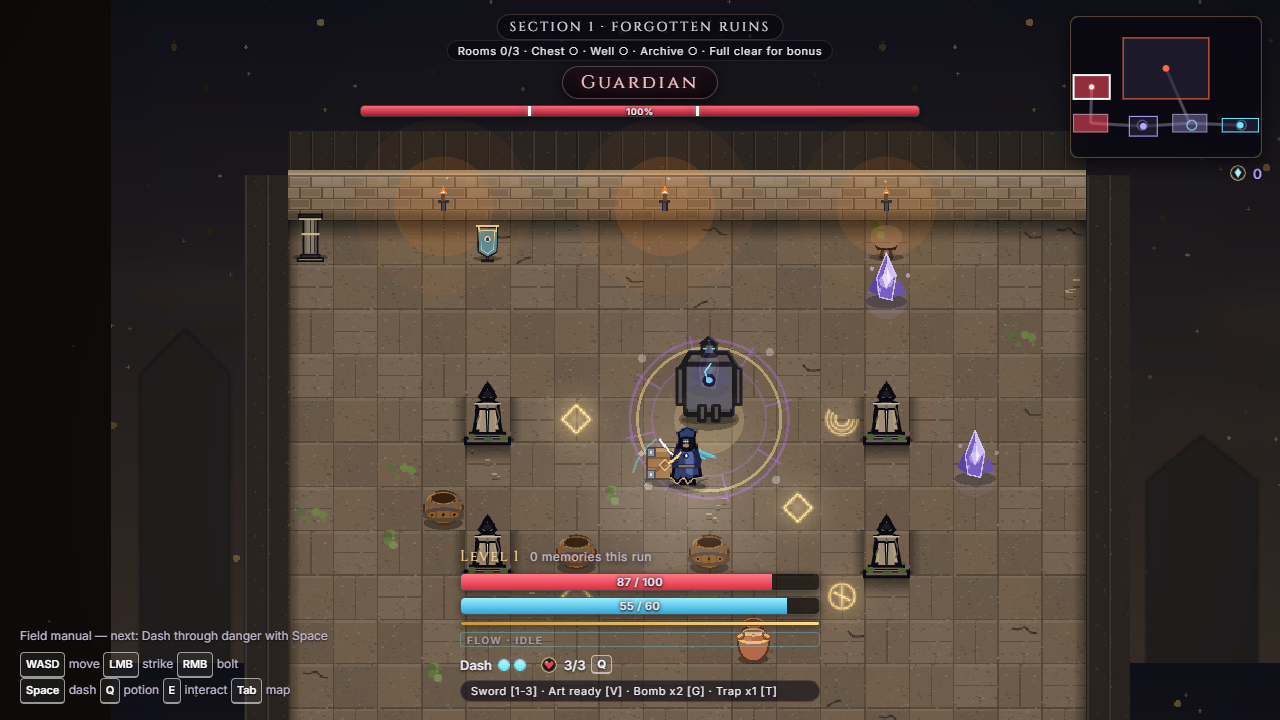 SECTION 1 · FORGOTTEN RUINS
Rooms 0/3 · Chest ○ · Well ○ · Archive ○ · Full clear for bonus
GUARDIAN
100%
0
LEVEL 1 0 memories this run
87 / 100
55 / 60
FLOW · IDLE
Dash 3/3 Q
Sword [1-3] · Art ready [V] · Bomb x2 [G] · Trap x1 [T]
Field manual — next: Dash through danger with Space
WASD move LMB strike RMB bolt
Space dash Q potion E interact Tab map